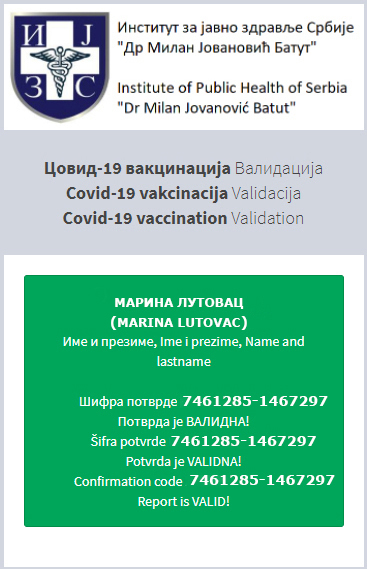 ИЈ
ЗС
Институт за јавно здравље Србије
"Др Милан Јовановић Батут"
Institute of Public Health of Serbia
"Dr Milan Jovanović Batut"
Цовид-19 вакцинација Валидација
Covid-19 vakcinacija Validacija
Covid-19 vaccination Validation
МАРИНА ЛУТОВАЦ
(MARINA LUTOVAC)
Име и презиме, Ime i prezime, Name and
lastname
Шифра потврде 7461285-1467297
Потврда је ВАЛИДНА!
Šifra potvrde 7461285-1467297
Potvrda je VALIDNA!
Confirmation code 7461285-1467297
Report is VALID!